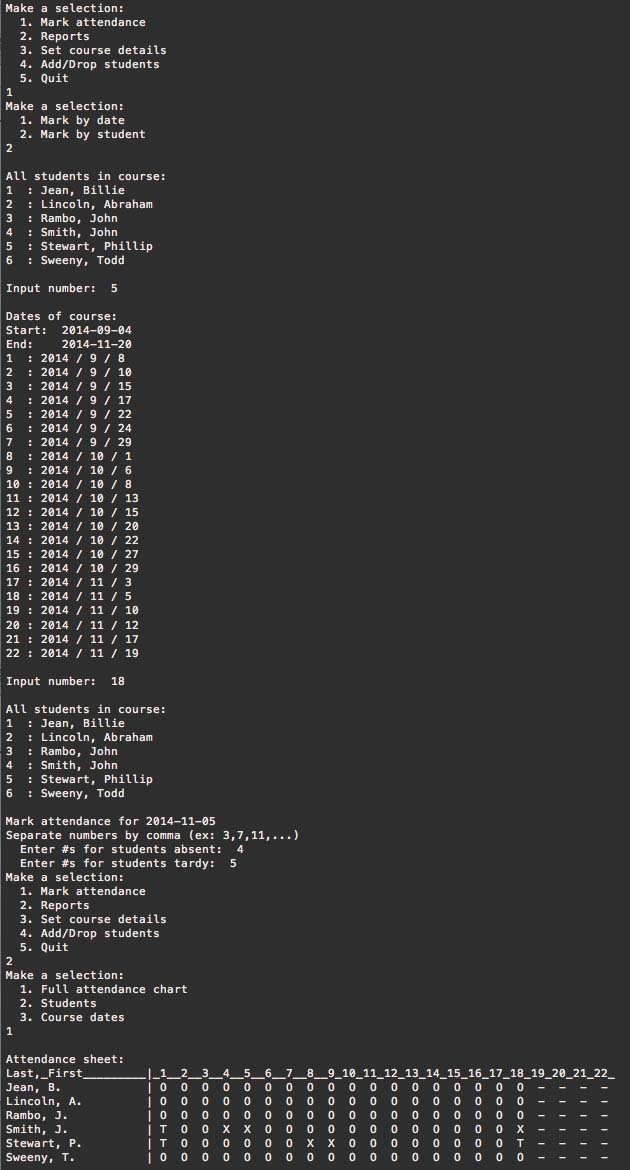 Make a selection:
  1. Mark attendance
  2. Reports
  3. Set course details
  4. Add/Drop students
  5. Quit
1
Make a selection:
  1. Mark by date
  2. Mark by student
2

All students in course:
1  : Jean, Billie
2  : Lincoln, Abraham
3  : Rambo, John
4  : Smith, John
5  : Stewart, Phillip
6  : Sweeny, Todd

Input number:  5

Dates of course:
Start:  2014-09-04
End:    2014-11-20
1  : 2014 / 9 / 8
2  : 2014 / 9 / 10
3  : 2014 / 9 / 15
4  : 2014 / 9 / 17
5  : 2014 / 9 / 22
6  : 2014 / 9 / 24
7  : 2014 / 9 / 29
8  : 2014 / 10 / 1
9  : 2014 / 10 / 6
10 : 2014 / 10 / 8
11 : 2014 / 10 / 13
12 : 2014 / 10 / 15
13 : 2014 / 10 / 20
14 : 2014 / 10 / 22
15 : 2014 / 10 / 27
16 : 2014 / 10 / 29
17 : 2014 / 11 / 3
18 : 2014 / 11 / 5
19 : 2014 / 11 / 10
20 : 2014 / 11 / 12
21 : 2014 / 11 / 17
22 : 2014 / 11 / 19

Input number:  18

All students in course:
1  : Jean, Billie
2  : Lincoln, Abraham
3  : Rambo, John
4  : Smith, John
5  : Stewart, Phillip
6  : Sweeny, Todd

Mark attendance for 2014-11-05
Separate numbers by comma (ex: 3,7,11,...)
  Enter #s for students absent:  4
  Enter #s for students tardy:  5
Make a selection:
  1. Mark attendance
  2. Reports
  3. Set course details
  4. Add/Drop students
  5. Quit
2
Make a selection:
  1. Full attendance chart
  2. Students
  3. Course dates
1

Attendance sheet:
Last,_First_________|_1__2__3__4__5__6__7__8__9_10_11_12_13_14_15_16_17_18_19_20_21_22_
Jean, B.            | O  O  O  O  O  O  O  O  O  O  O  O  O  O  O  O  O  O  -  -  -  -
Lincoln, A.         | O  O  O  O  O  O  O  O  O  O  O  O  O  O  O  O  O  O  -  -  -  -
Rambo, J.           | O  O  O  O  O  O  O  O  O  O  O  O  O  O  O  O  O  O  -  -  -  -
Smith, J.           | T  O  O  X  X  O  O  O  O  O  O  O  O  O  O  O  O  X  -  -  -  -
Stewart, P.         | T  O  O  O  O  O  O  X  X  O  O  O  O  O  O  O  O  T  -  -  -  -
Sweeny, T.          | O  O  O  O  O  O  O  O  O  O  O  O  O  O  O  O  O  O  -  -  -  -